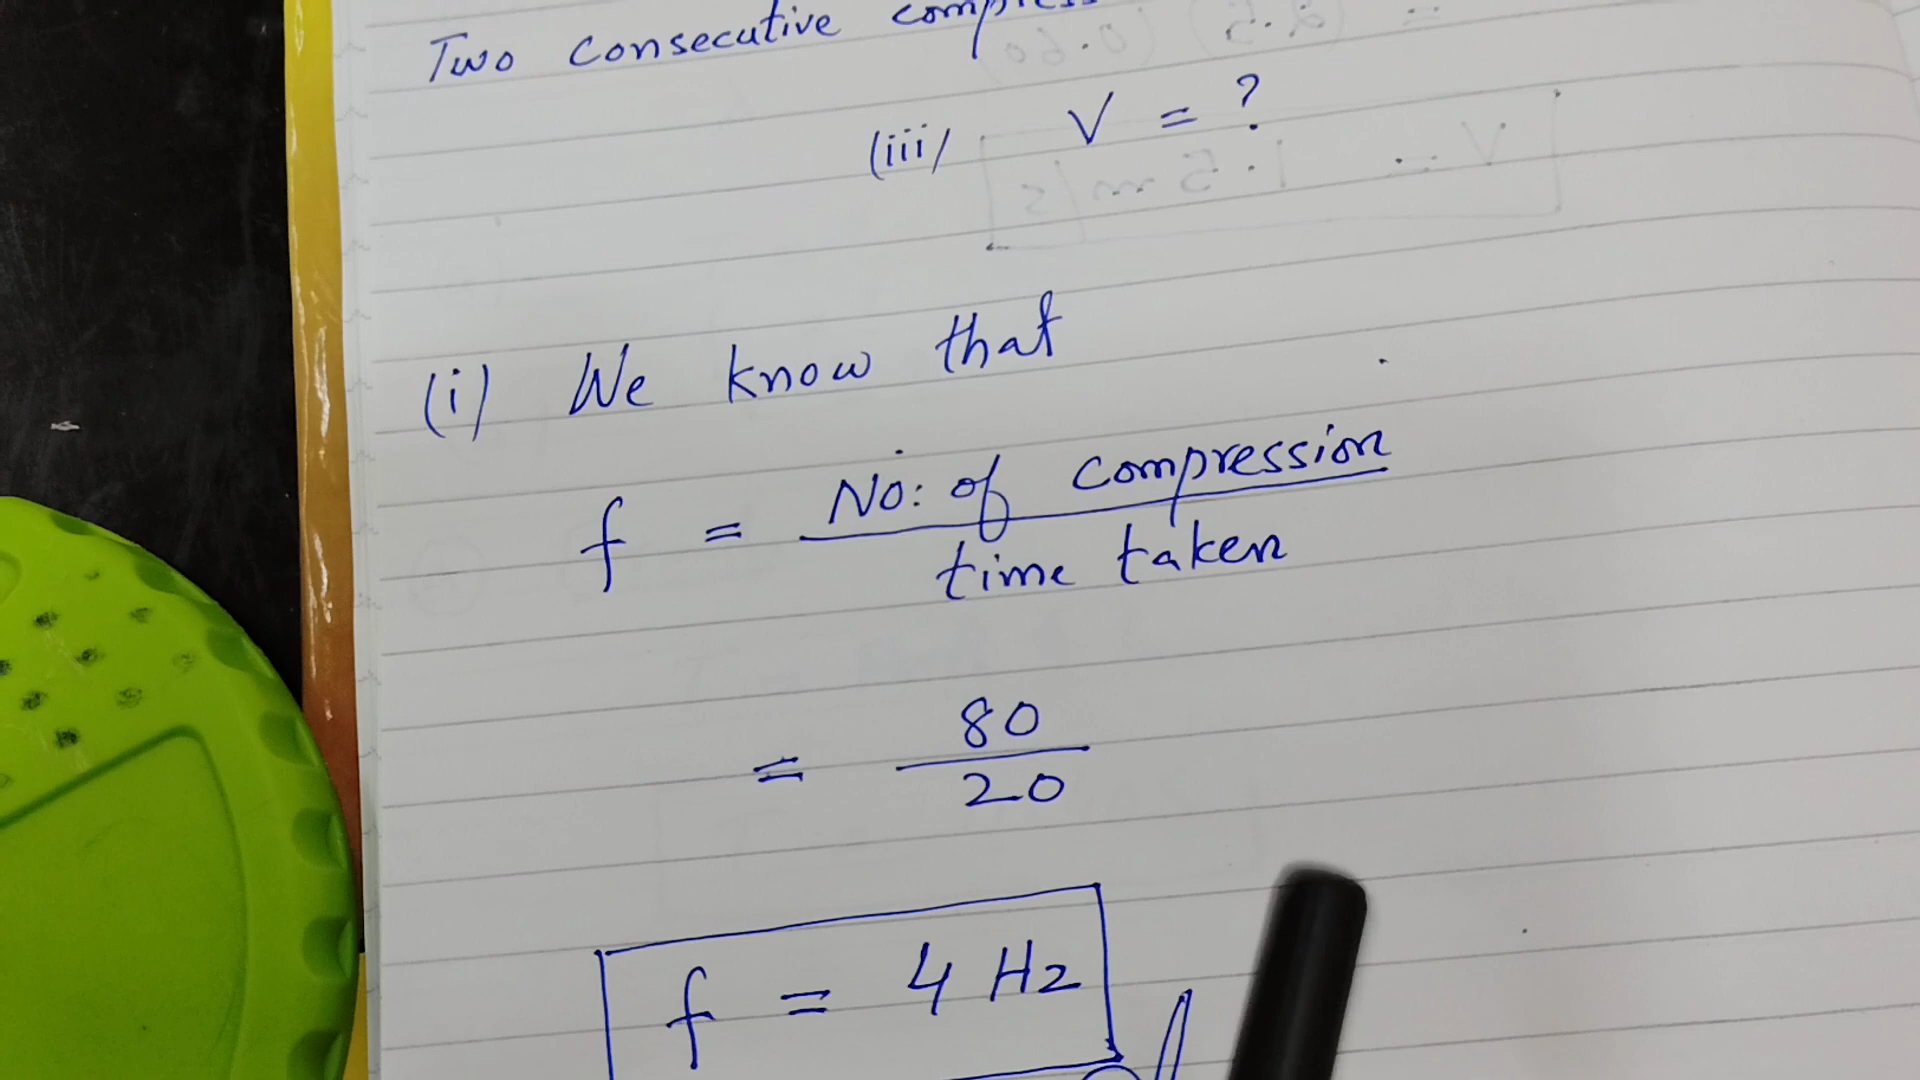 Two consecutive
(iii) V = ?
(i) We know that
f = No: of compression
time taken
= 80
20
f = 4 Hz